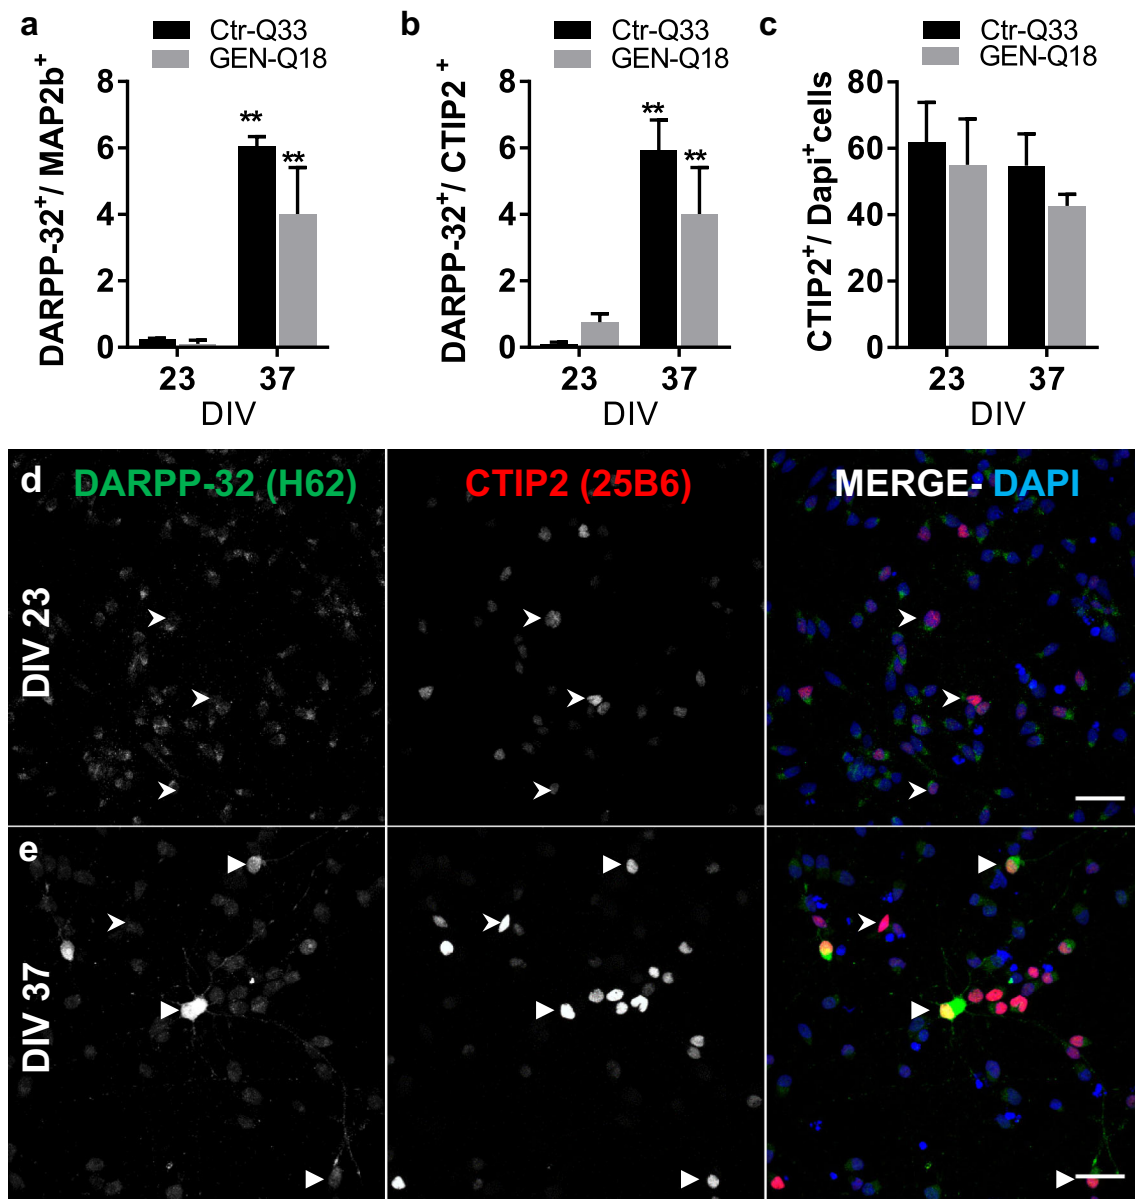 a
Ctr-Q33
GEN-Q18
DARPP-32⁺/ MAP2b⁺
8
6
4
2
0
**
**
23
37
DIV
b
Ctr-Q33
GEN-Q18
DARPP-32⁺/ CTIP2 ⁺
8
6
4
2
0
**
**
23
37
DIV
c
Ctr-Q33
GEN-Q18
CTIP2⁺/ Dapi⁺cells
80
60
40
20
0
23
37
DIV
d
DARPP-32 (H62)
CTIP2 (25B6)
MERGE- DAPI
DIV 23
e
DIV 37